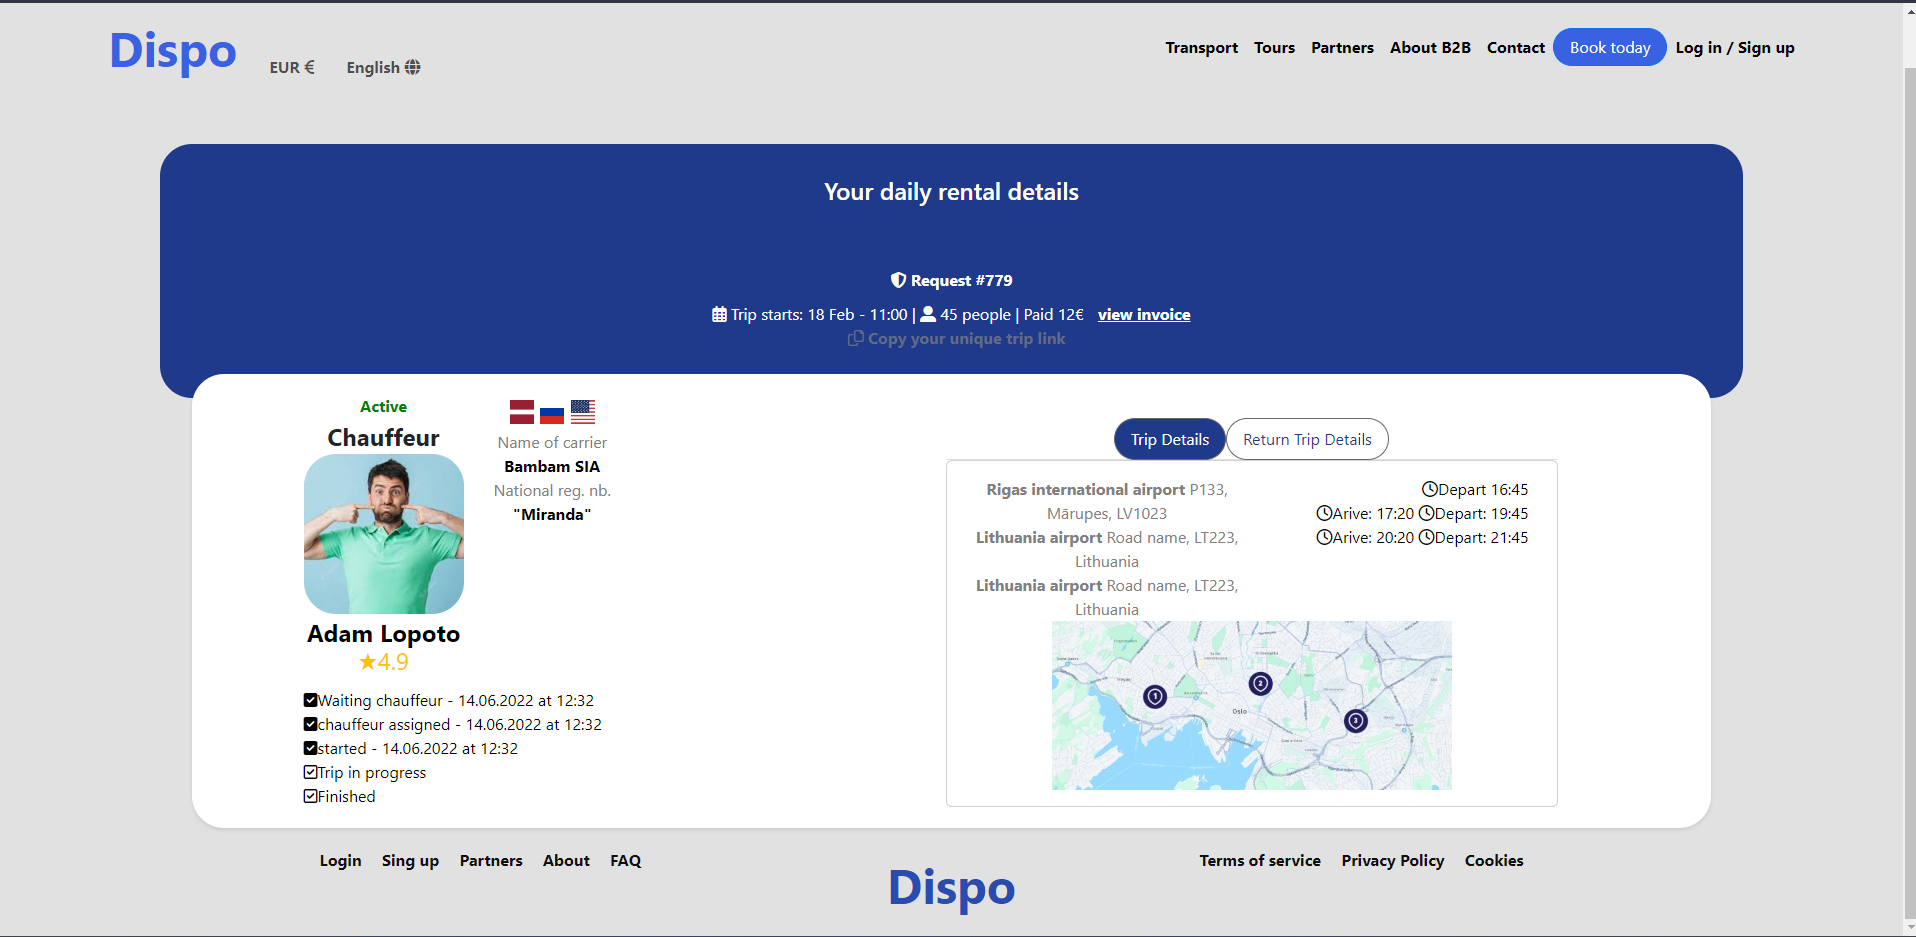 Dispo
EUR €
English
Transport Tours Partners About B2B Contact Book today Log in / Sign up
Your daily rental details
Request #779
Trip starts: 18 Feb - 11:00 | 45 people | Paid 12€ view invoice
Copy your unique trip link
Active
Chauffeur
Adam Lopoto
★4.9
Name of carrier
Bambam SIA
National reg. nb.
"Miranda"
Waiting chauffeur - 14.06.2022 at 12:32
chauffeur assigned - 14.06.2022 at 12:32
started - 14.06.2022 at 12:32
Trip in progress
Finished
Trip Details
Return Trip Details
Rigas international airport P133,
Mārupes, LV1023
Lithuania airport Road name, LT223,
Lithuania
Lithuania airport Road name, LT223,
Lithuania
Depart 16:45
Arive: 17:20 Depart: 19:45
Arive: 20:20 Depart: 21:45
1
2
3
Oslo
Login Sing up Partners About FAQ
Dispo
Terms of service Privacy Policy Cookies